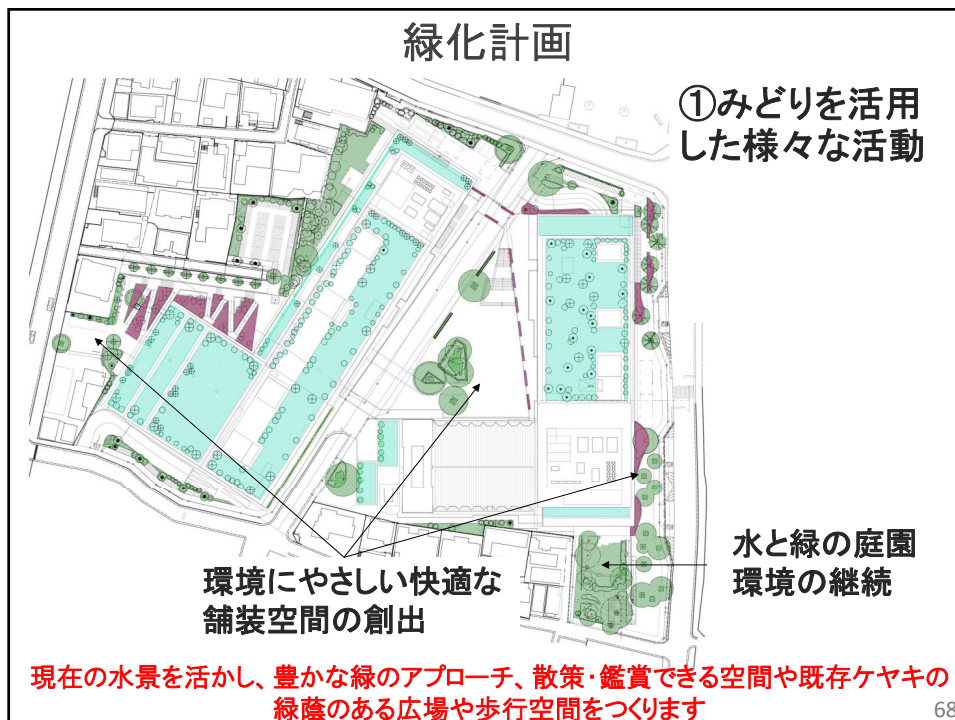 緑化計画
①みどりを活用
した様々な活動
環境にやさしい快適な
舗装空間の創出
水と緑の庭園
環境の継続
現在の水景を活かし、豊かな緑のアプローチ、散策・鑑賞できる空間や既存ケヤキの
緑蔭のある広場や歩行空間をつくります
68